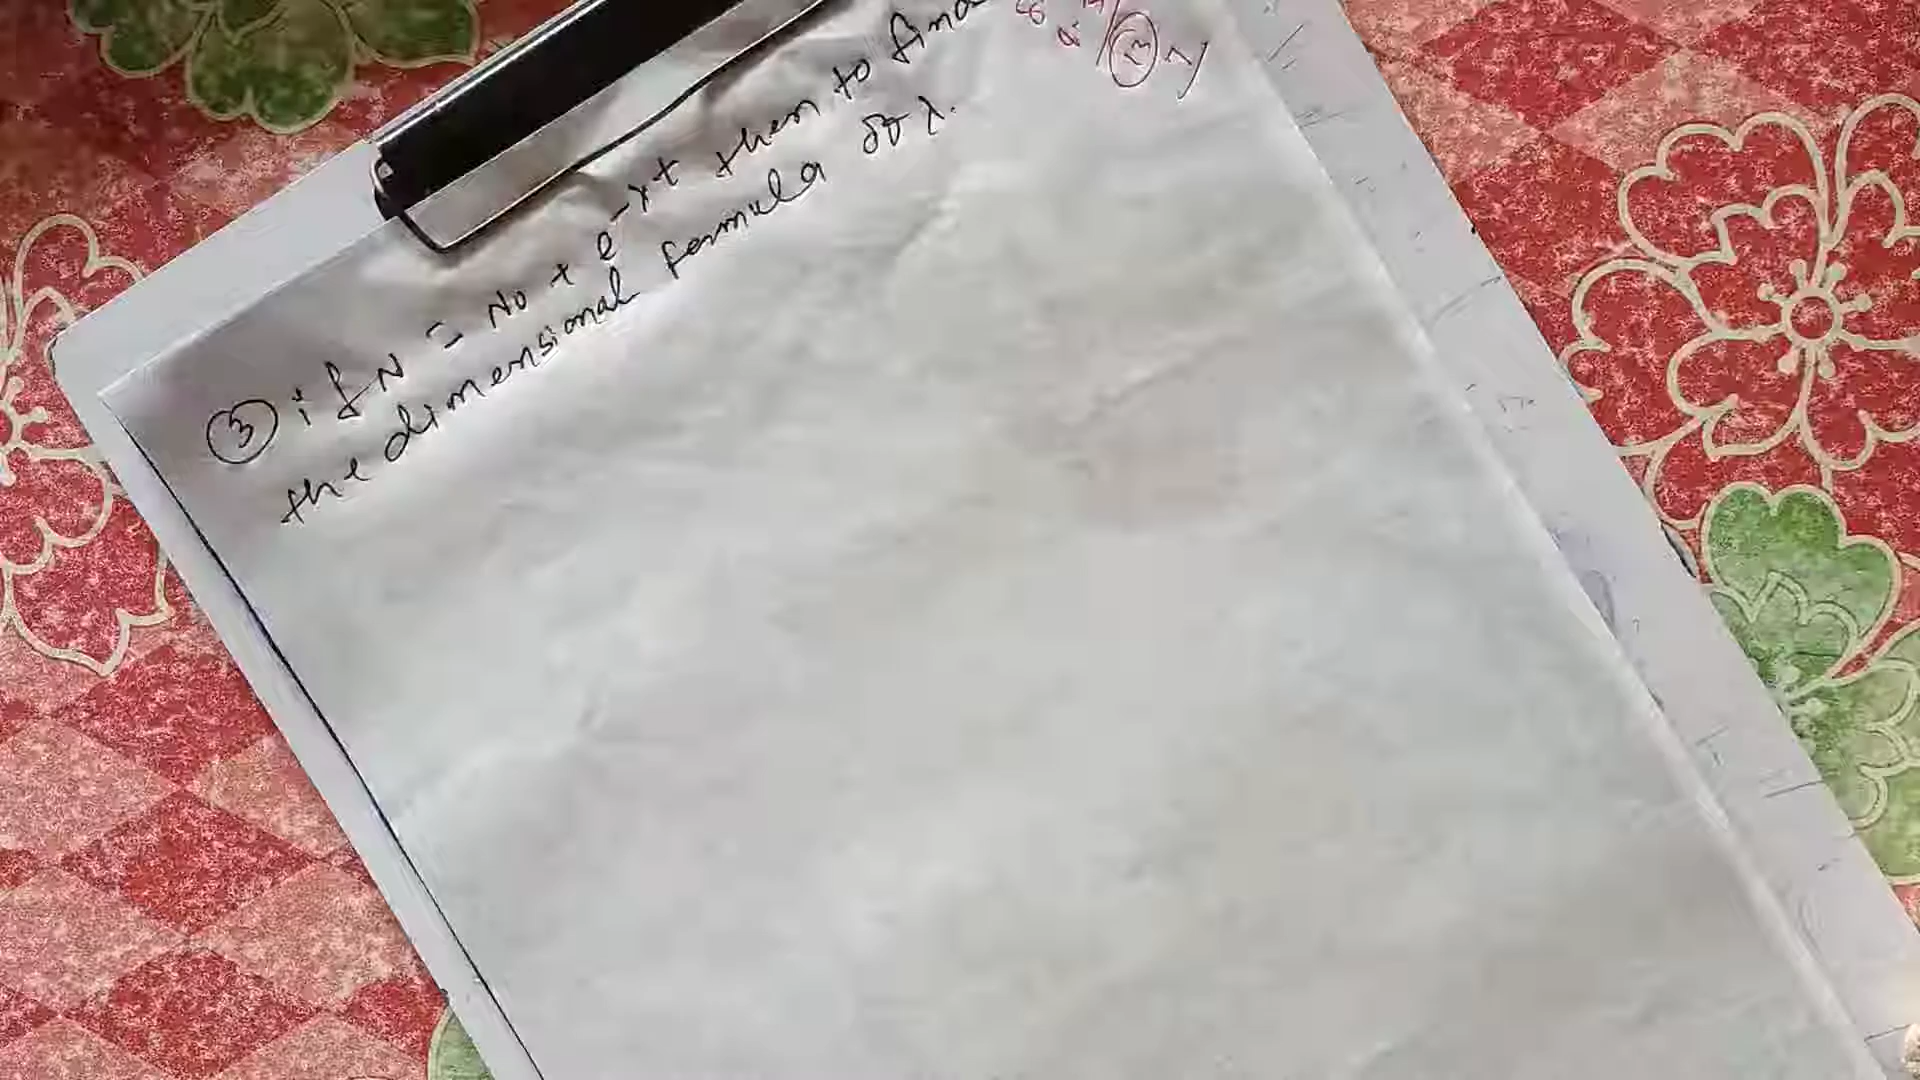 ③ if N = No + e^-λt then to find
the dimensional formula of λ.